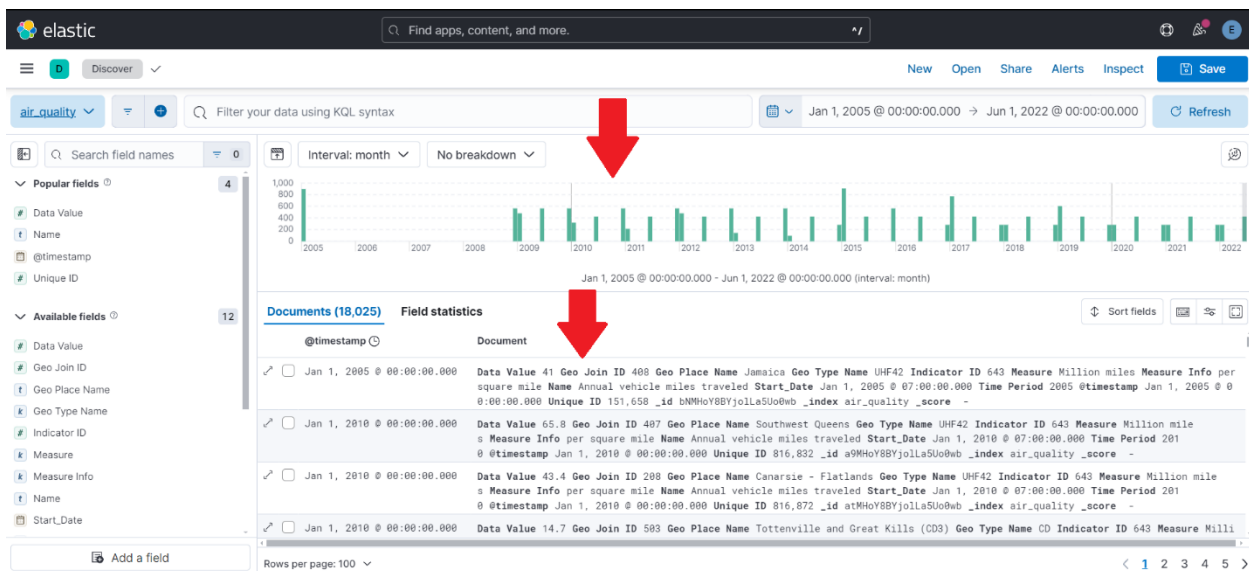 elastic
Find apps, content, and more.
^/
E
D
Discover
New
Open
Share
Alerts
Inspect
Save
air_quality
Filter your data using KQL syntax
Jan 1, 2005 @ 00:00:00.000 → Jun 1, 2022 @ 00:00:00.000
Refresh
Search field names
0
Interval: month
No breakdown
Popular fields
4
# Data Value
t Name
@timestamp
# Unique ID
Available fields
12
# Data Value
# Geo Join ID
t Geo Place Name
k Geo Type Name
# Indicator ID
k Measure
k Measure Info
t Name
Start_Date
Add a field
1,000
800
600
400
200
0
2005 2006 2007 2008 2009 2010 2011 2012 2013 2014 2015 2016 2017 2018 2019 2020 2021 2022
Jan 1, 2005 @ 00:00:00.000 - Jun 1, 2022 @ 00:00:00.000 (interval: month)
Documents (18,025)
Field statistics
Sort fields
@timestamp
Document
Jan 1, 2005 @ 00:00:00.000
Data Value 41 Geo Join ID 408 Geo Place Name Jamaica Geo Type Name UHF42 Indicator ID 643 Measure Million miles Measure Info per
square mile Name Annual vehicle miles traveled Start_Date Jan 1, 2005 @ 07:00:00.000 Time Period 2005 @timestamp Jan 1, 2005 @ 0
0:00:00.000 Unique ID 151,658 _id bNMHoY8BYjolLa5Uo0wb _index air_quality _score -
Jan 1, 2010 @ 00:00:00.000
Data Value 65.8 Geo Join ID 407 Geo Place Name Southwest Queens Geo Type Name UHF42 Indicator ID 643 Measure Million mile
s Measure Info per square mile Name Annual vehicle miles traveled Start_Date Jan 1, 2010 @ 07:00:00.000 Time Period 201
0 @timestamp Jan 1, 2010 @ 00:00:00.000 Unique ID 816,832 _id a9MHoY8BYjolLa5Uo0wb _index air_quality _score -
Jan 1, 2010 @ 00:00:00.000
Data Value 43.4 Geo Join ID 208 Geo Place Name Canarsie - Flatlands Geo Type Name UHF42 Indicator ID 643 Measure Million mile
s Measure Info per square mile Name Annual vehicle miles traveled Start_Date Jan 1, 2010 @ 07:00:00.000 Time Period 201
0 @timestamp Jan 1, 2010 @ 00:00:00.000 Unique ID 816,872 _id atMHoY8BYjolLa5Uo0wb _index air_quality _score -
Jan 1, 2010 @ 00:00:00.000
Data Value 14.7 Geo Join ID 503 Geo Place Name Tottenville and Great Kills (CD3) Geo Type Name CD Indicator ID 643 Measure Milli
Rows per page: 100
1 2 3 4 5